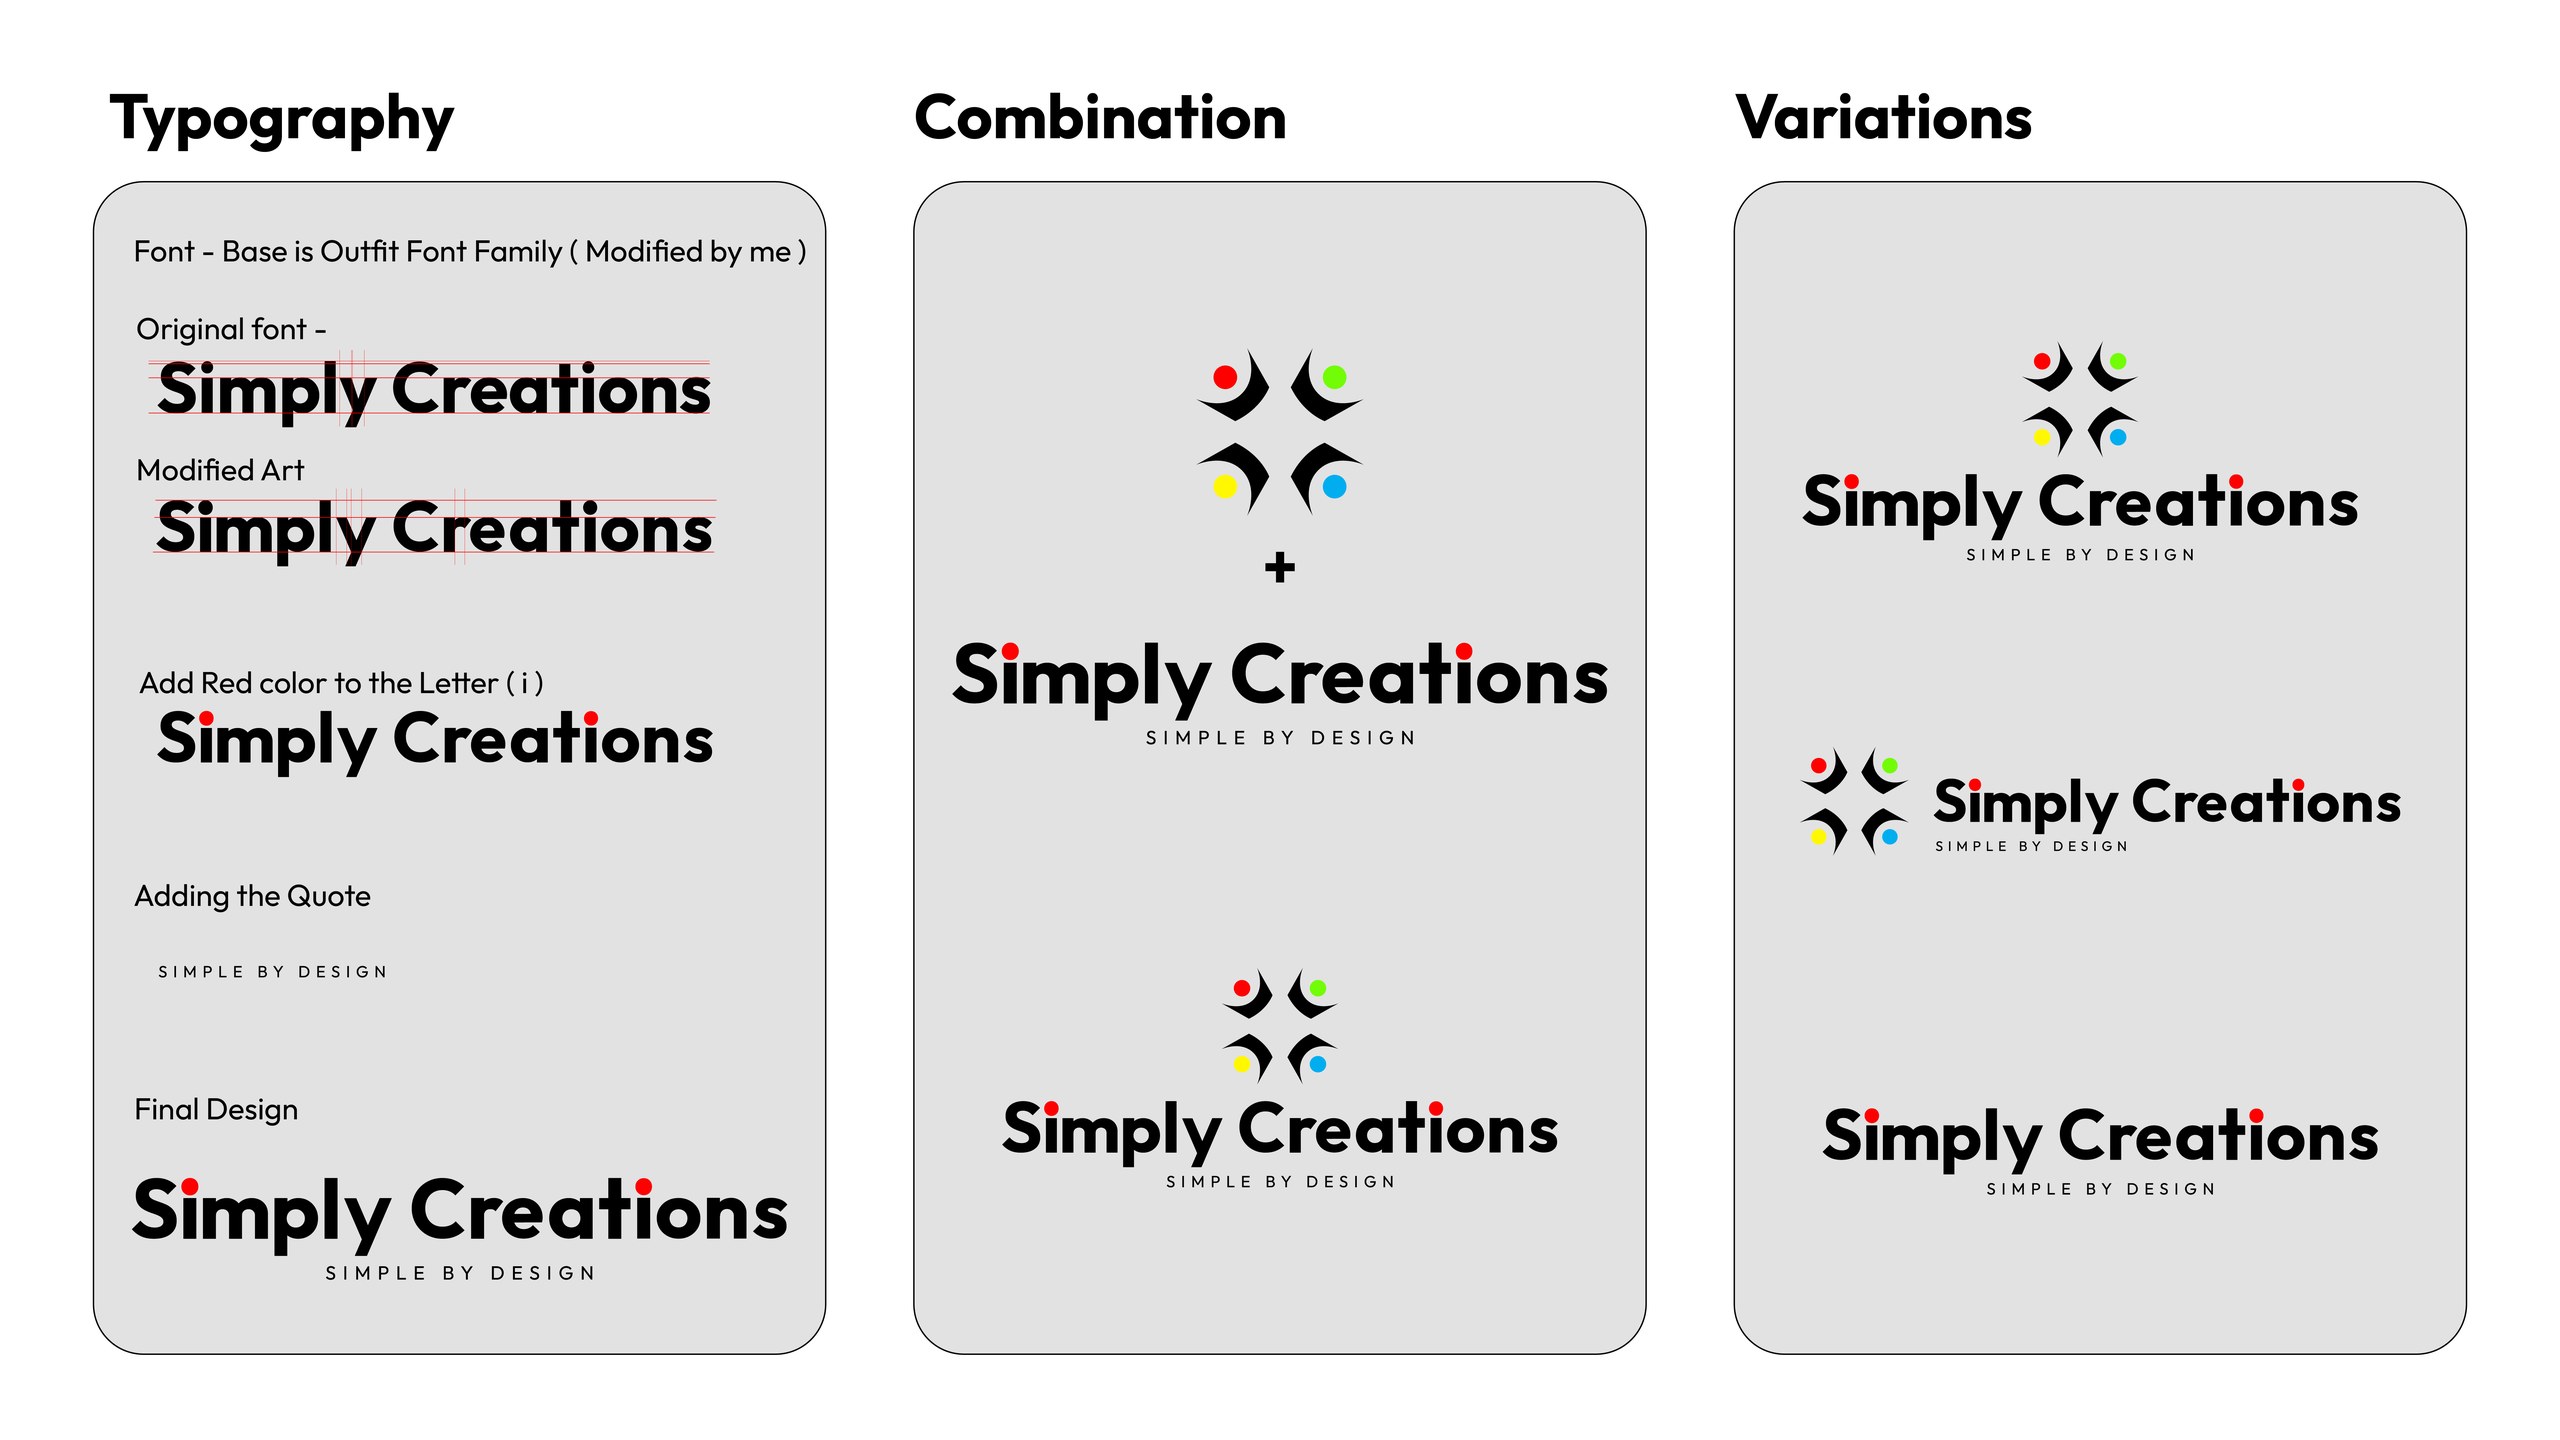 Typography
Font - Base is Outfit Font Family ( Modified by me )
Original font -
Simply Creations
Modified Art
Simply Creations
Add Red color to the Letter ( i )
Simply Creations
Adding the Quote
SIMPLE BY DESIGN
Final Design
Simply Creations
SIMPLE BY DESIGN
Combination
+
Simply Creations
SIMPLE BY DESIGN
Simply Creations
SIMPLE BY DESIGN
Variations
Simply Creations
SIMPLE BY DESIGN
Simply Creations
SIMPLE BY DESIGN
Simply Creations
SIMPLE BY DESIGN